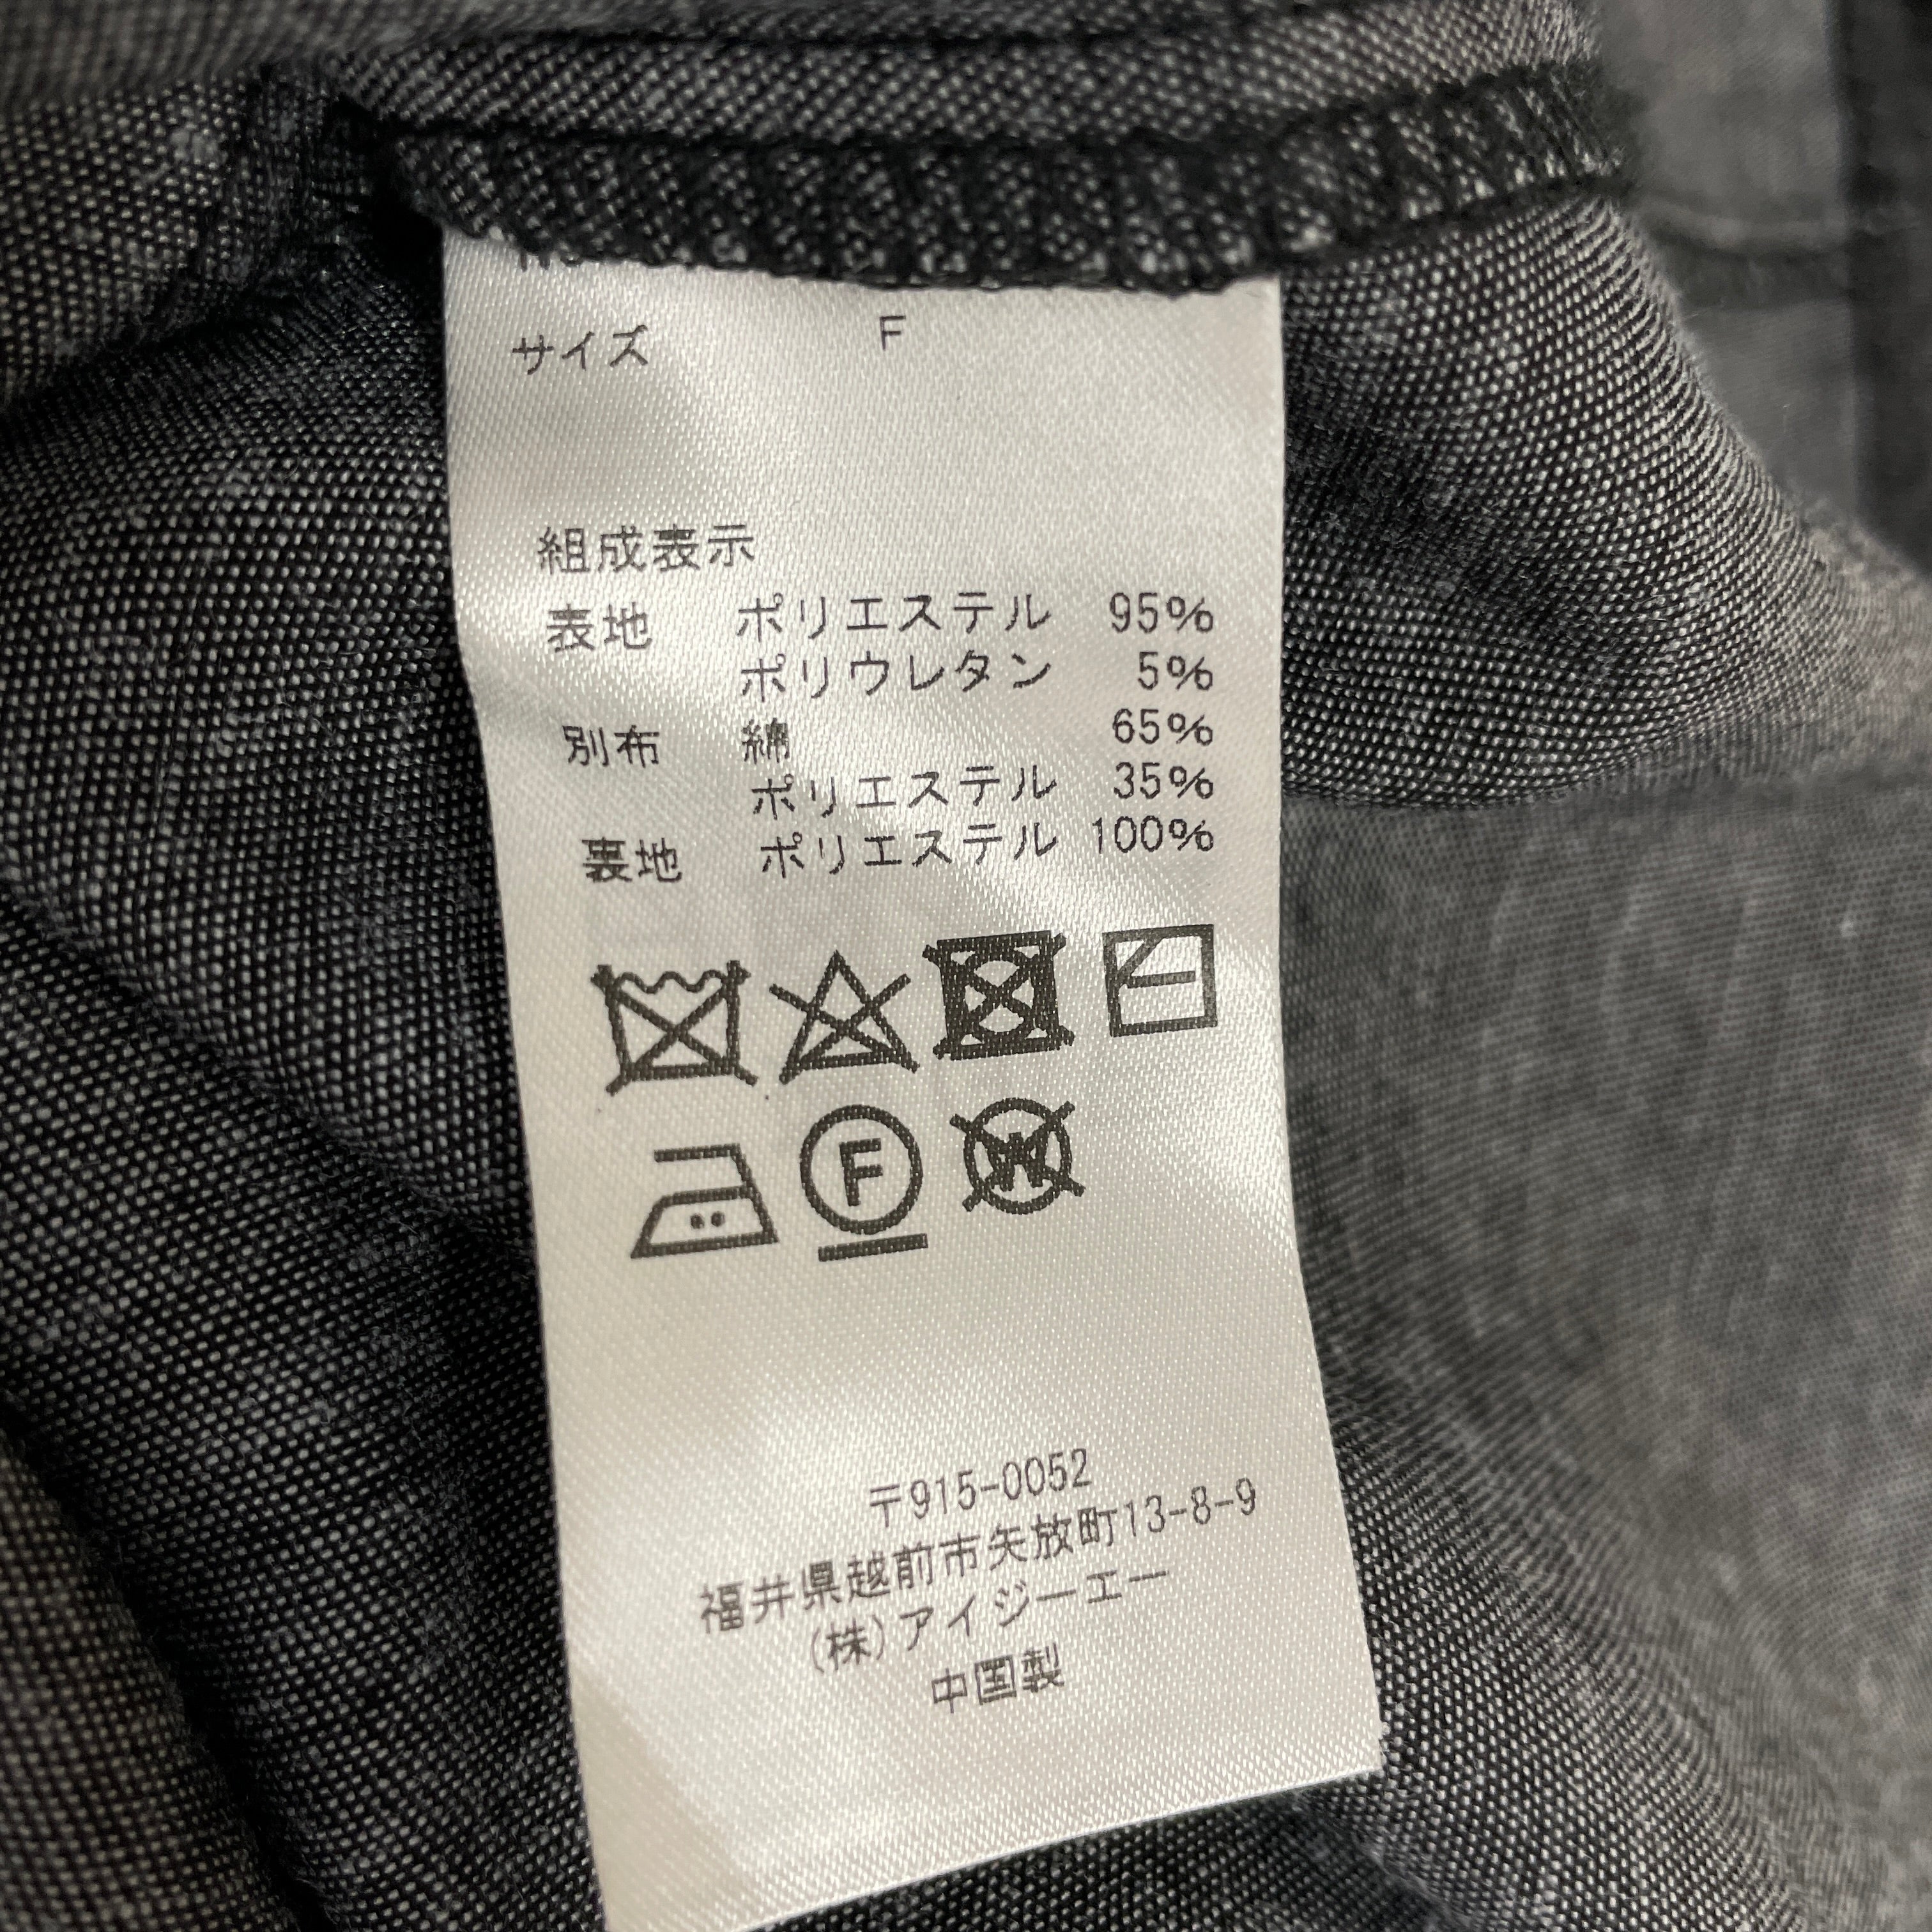 サイズ F
組成表示
表地 ポリエステル 95%
ポリウレタン 5%
別布 綿 65%
ポリエステル 35%
裏地 ポリエステル 100%
F W
〒915-0052
福井県越前市矢放町13-8-9
(株)アイジーエー
中国製